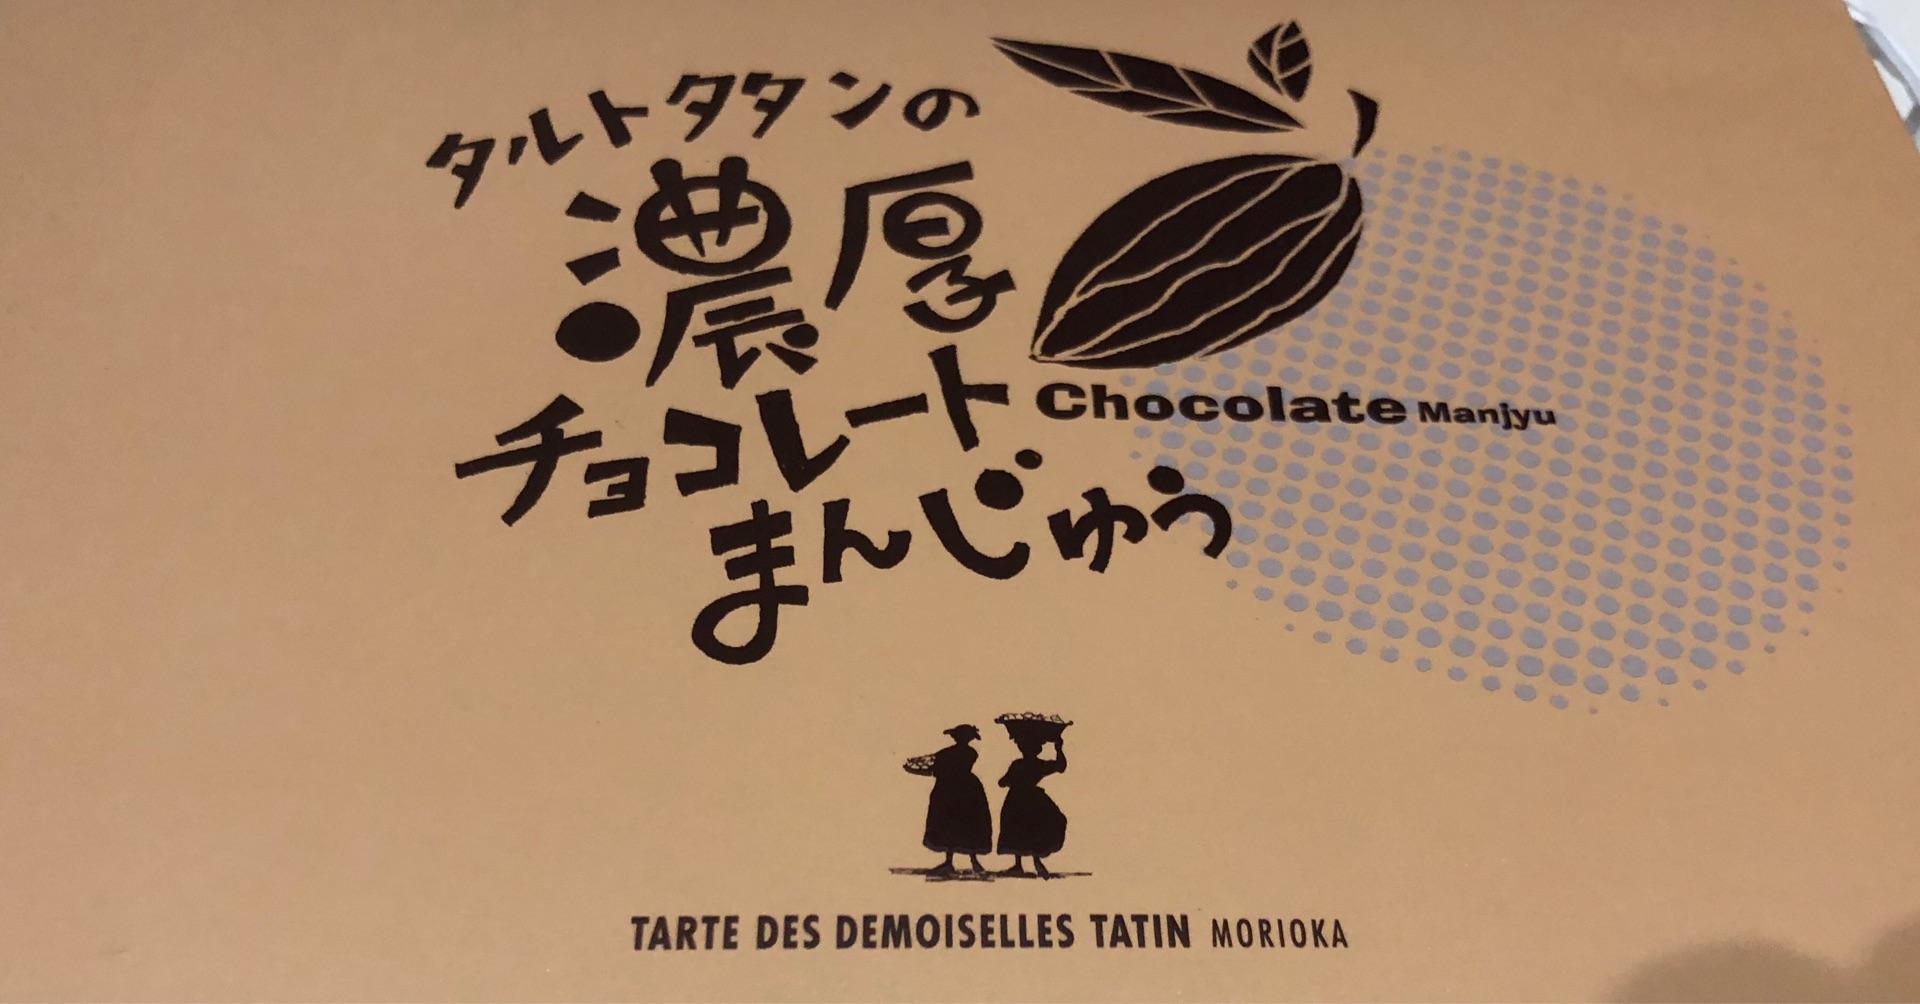 タルトタタンの
濃厚
チョコレート
Chocolate Manjyu
まんじゅう
TARTE DES DEMOISELLES TATIN MORIOKA